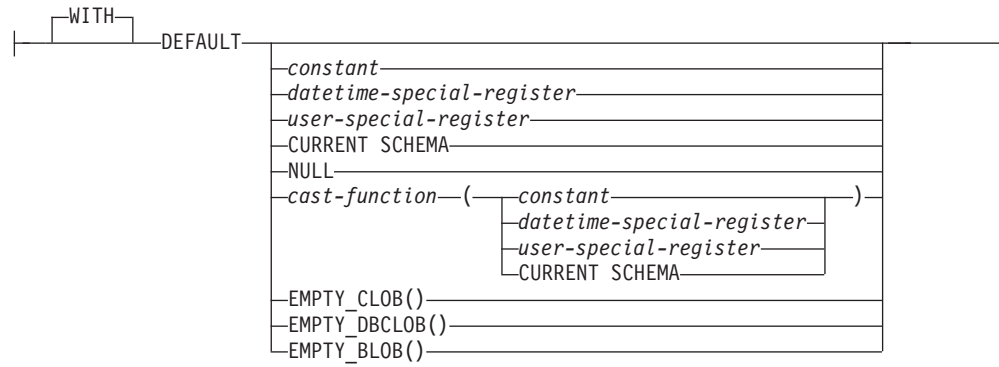 WITH
DEFAULT
constant
datetime-special-register
user-special-register
CURRENT SCHEMA
NULL
cast-function ( constant )
datetime-special-register
user-special-register
CURRENT SCHEMA
EMPTY_CLOB()
EMPTY_DBCLOB()
EMPTY_BLOB()